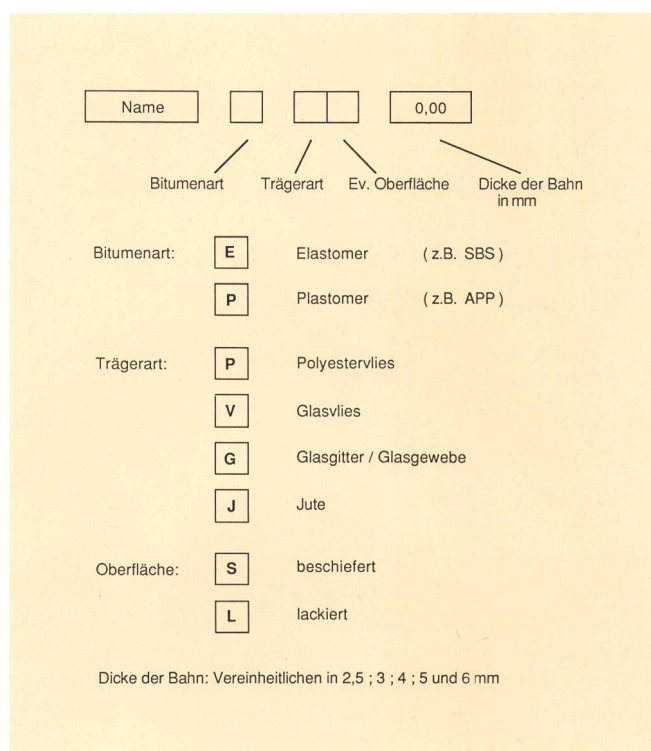 Name 0,00
Bitumenart Trägerart Ev. Oberfläche Dicke der Bahn
in mm
Bitumenart: E Elastomer ( z.B. SBS )
P Plastomer ( z.B. APP )
Trägerart: P Polyestervlies
V Glasvlies
G Glasgitter / Glasgewebe
J Jute
Oberfläche: S beschiefert
L lackiert
Dicke der Bahn: Vereinheitlichen in 2,5 ; 3 ; 4 ; 5 und 6 mm